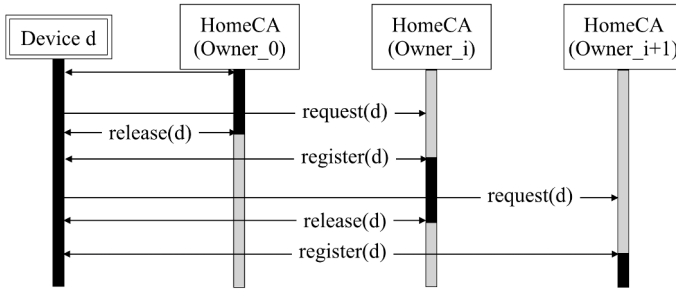 Device d
HomeCA
(Owner_0)
HomeCA
(Owner_i)
HomeCA
(Owner_i+1)
request(d)
release(d)
register(d)
request(d)
release(d)
register(d)